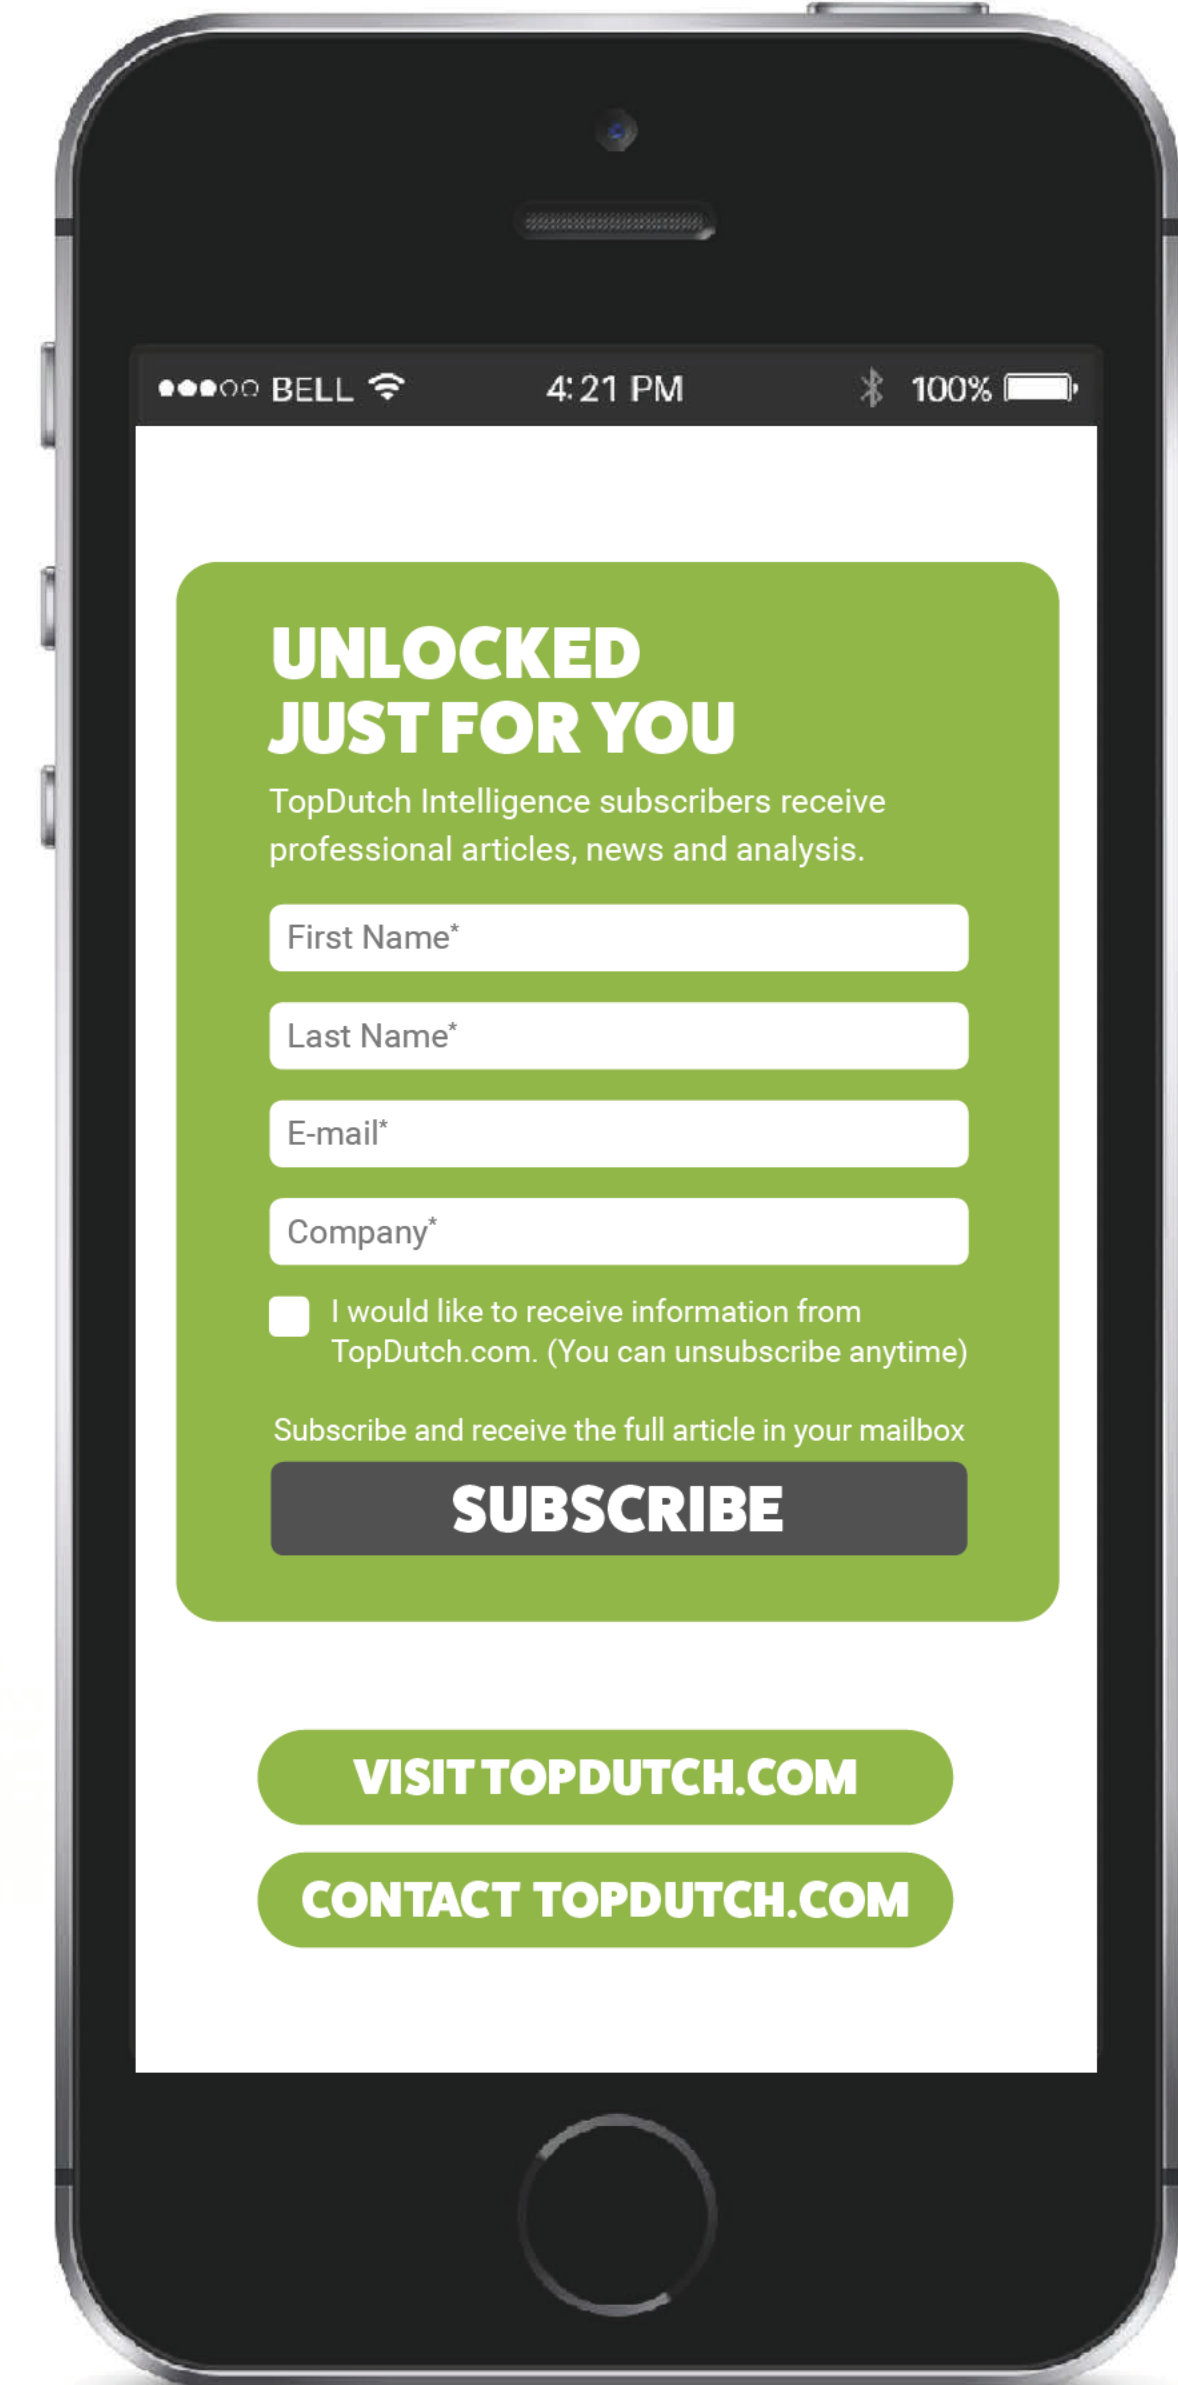 BELL 4:21 PM 100%
UNLOCKED
JUST FOR YOU
TopDutch Intelligence subscribers receive
professional articles, news and analysis.
First Name*
Last Name*
E-mail*
Company*
I would like to receive information from
TopDutch.com. (You can unsubscribe anytime)
Subscribe and receive the full article in your mailbox
SUBSCRIBE
VISIT TOPDUTCH.COM
CONTACT TOPDUTCH.COM